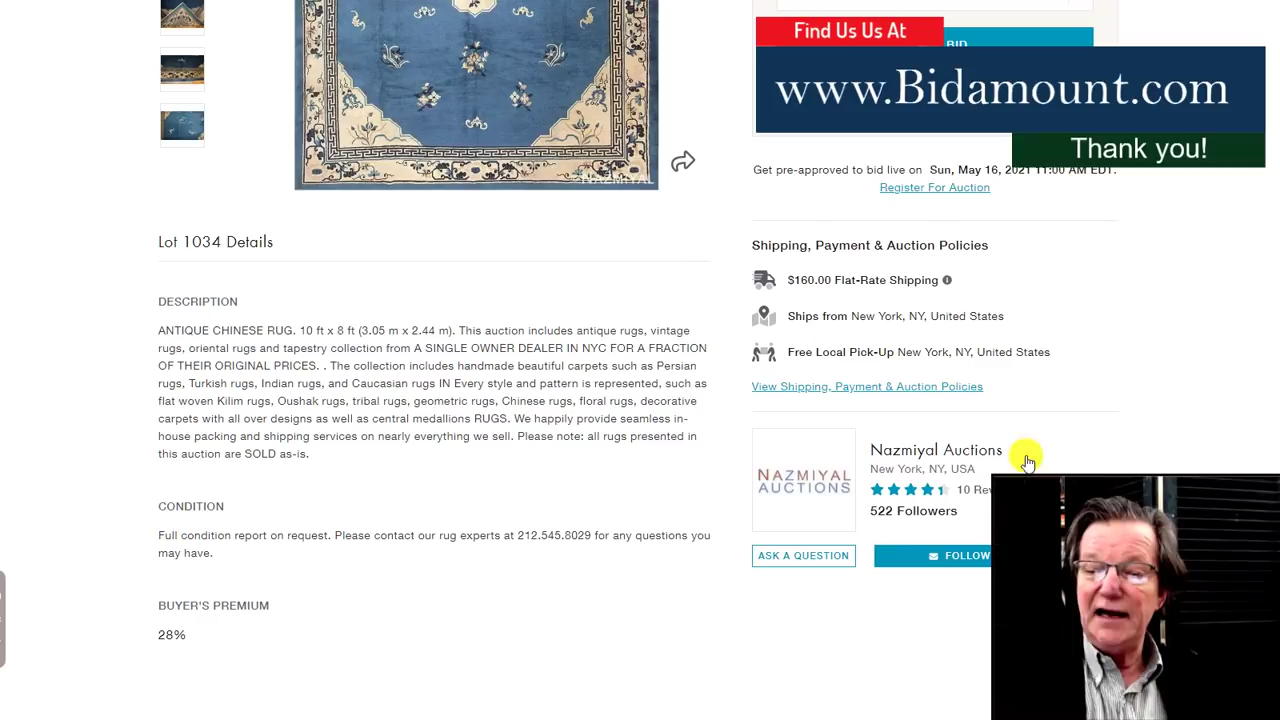 Find Us Us At
BID
www.Bidamount.com
Thank you!
NAZMIYAL
Get pre-approved to bid live on Sun, May 16, 2021 11:00 AM EDT.
Register For Auction
Lot 1034 Details
DESCRIPTION
ANTIQUE CHINESE RUG. 10 ft x 8 ft (3.05 m x 2.44 m). This auction includes antique rugs, vintage
rugs, oriental rugs and tapestry collection from A SINGLE OWNER DEALER IN NYC FOR A FRACTION
OF THEIR ORIGINAL PRICES. . The collection includes handmade beautiful carpets such as Persian
rugs, Turkish rugs, Indian rugs, and Caucasian rugs IN Every style and pattern is represented, such as
flat woven Kilim rugs, Oushak rugs, tribal rugs, geometric rugs, Chinese rugs, floral rugs, decorative
carpets with all over designs as well as central medallions RUGS. We happily provide seamless in-
house packing and shipping services on nearly everything we sell. Please note: all rugs presented in
this auction are SOLD as-is.
CONDITION
Full condition report on request. Please contact our rug experts at 212.545.8029 for any questions you
may have.
BUYER'S PREMIUM
28%
Shipping, Payment & Auction Policies
$160.00 Flat-Rate Shipping
Ships from New York, NY, United States
Free Local Pick-Up New York, NY, United States
View Shipping, Payment & Auction Policies
NAZMIYAL
AUCTIONS
Nazmiyal Auctions
New York, NY, USA
10 Rev
522 Followers
ASK A QUESTION
FOLLOW